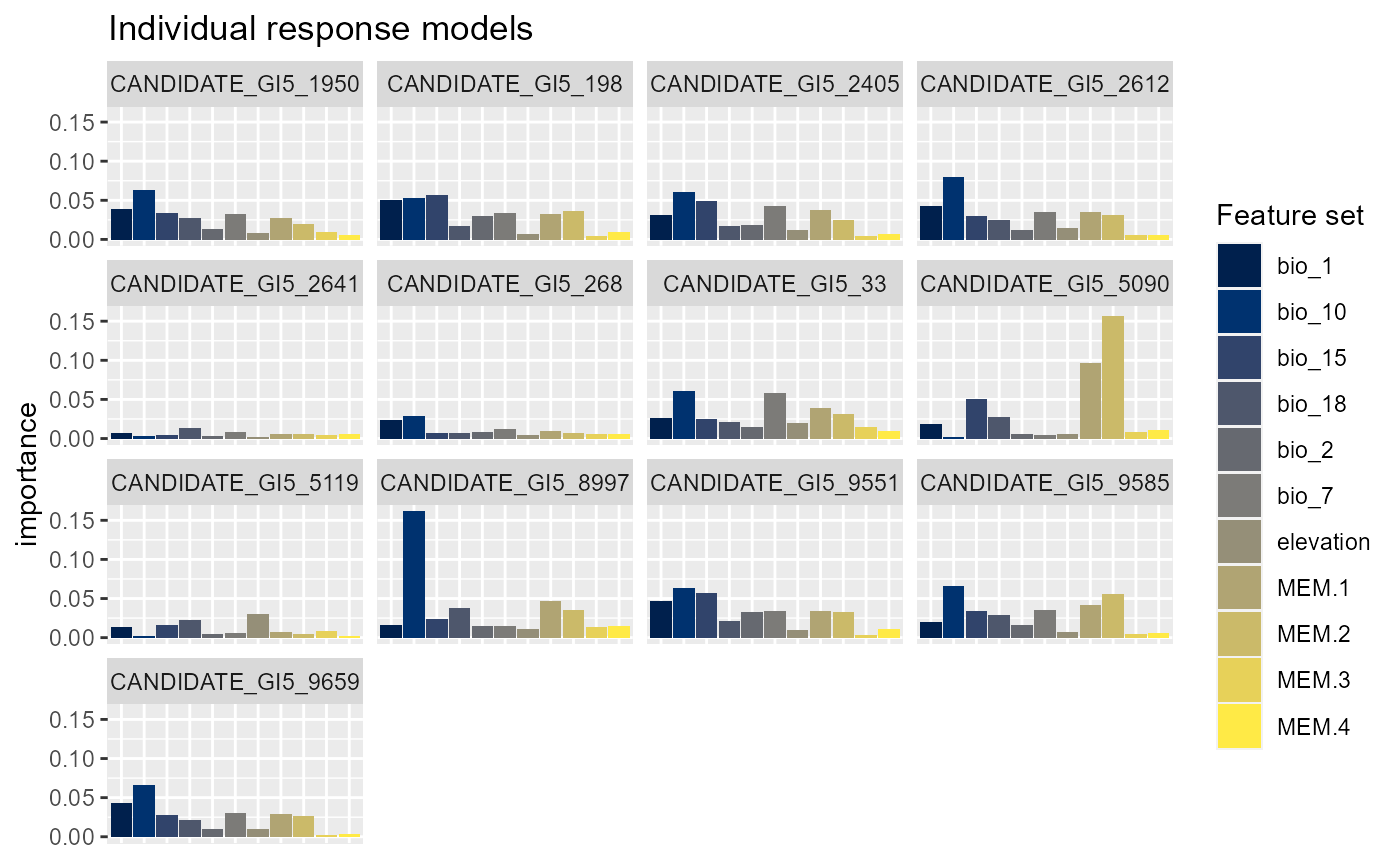 Individual response models
CANDIDATE_GI5_1950 CANDIDATE_GI5_198 CANDIDATE_GI5_2405 CANDIDATE_GI5_2612
0.15
0.10
0.05
0.00
CANDIDATE_GI5_2641 CANDIDATE_GI5_268 CANDIDATE_GI5_33 CANDIDATE_GI5_5090
0.15
0.10
0.05
0.00
CANDIDATE_GI5_5119 CANDIDATE_GI5_8997 CANDIDATE_GI5_9551 CANDIDATE_GI5_9585
0.15
0.10
0.05
0.00
CANDIDATE_GI5_9659
0.15
0.10
0.05
0.00
importance
Feature set
bio_1
bio_10
bio_15
bio_18
bio_2
bio_7
elevation
MEM.1
MEM.2
MEM.3
MEM.4